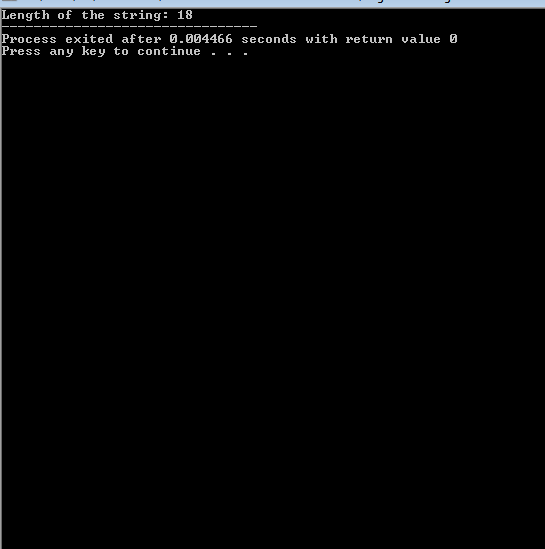 Length of the string: 18
--------------------------------
Process exited after 0.004466 seconds with return value 0
Press any key to continue . . .